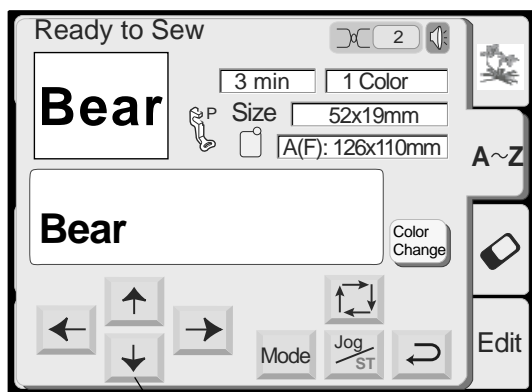 Ready to Sew
2
Bear
3 min
1 Color
P
Size
52x19mm
A(F): 126x110mm
A~Z
Bear
Color
Change
Mode
Jog
ST
Edit